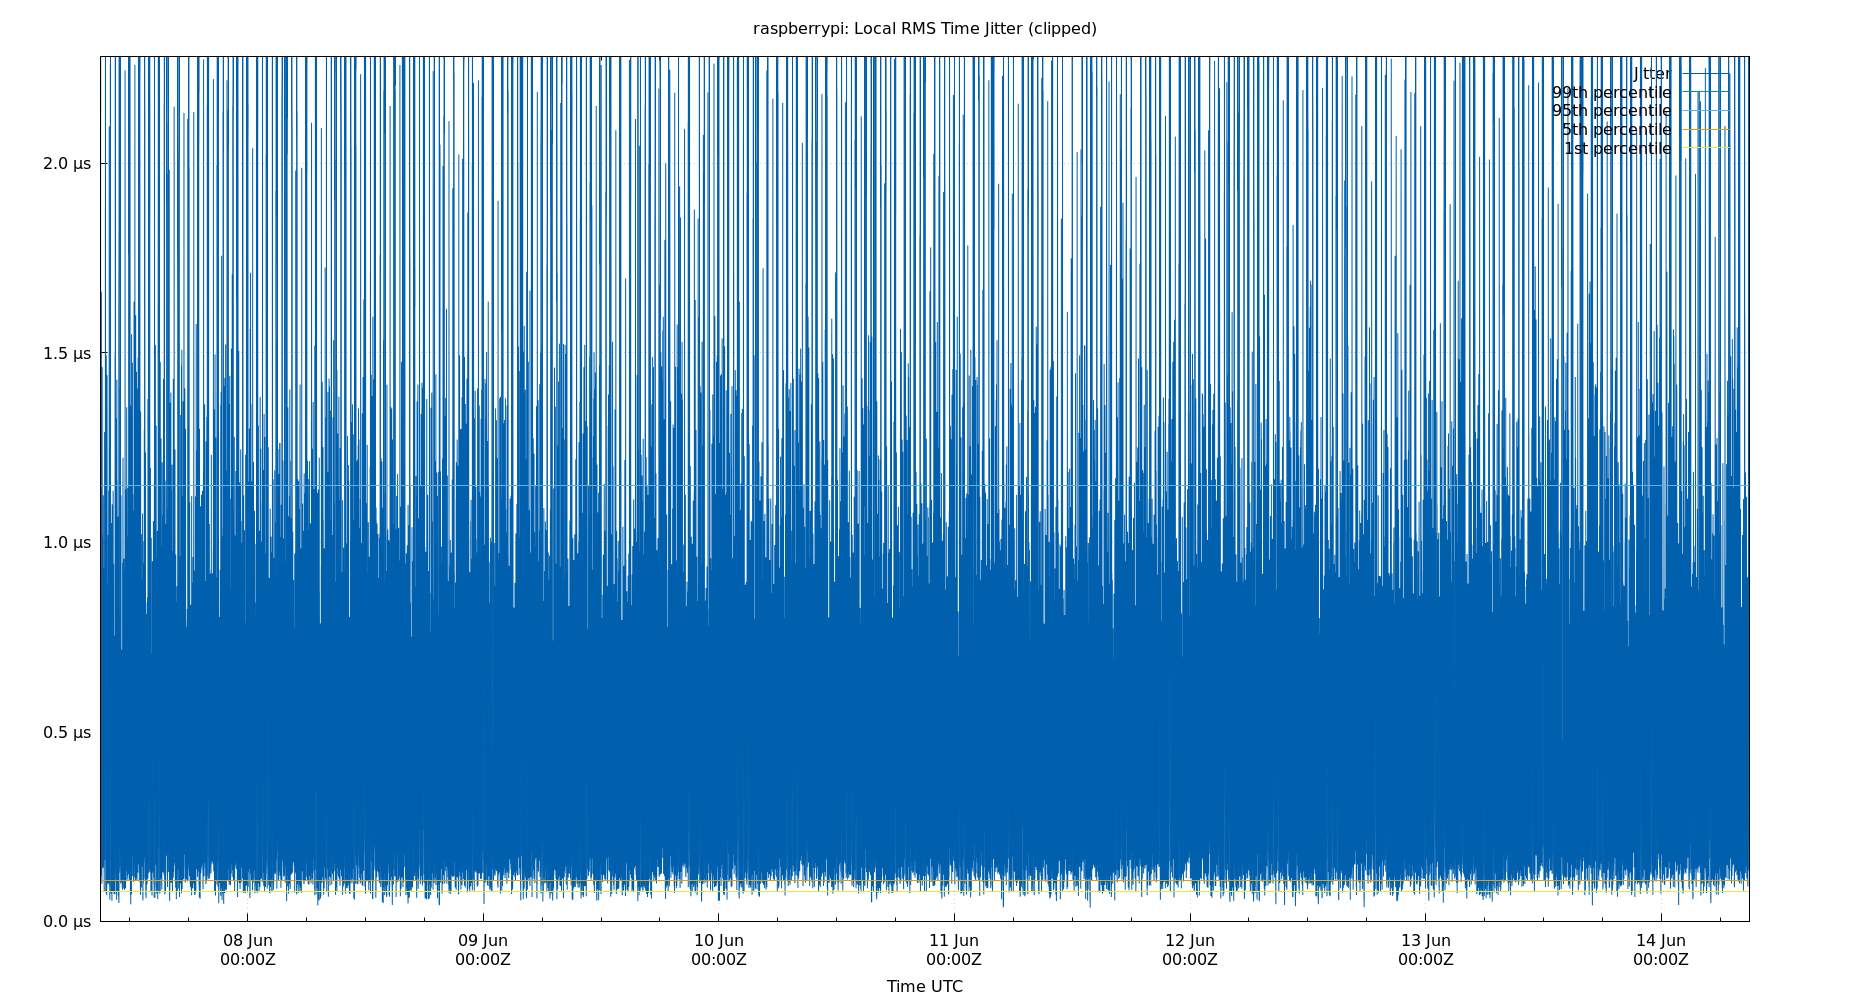 raspberrypi: Local RMS Time Jitter (clipped)
Jitter
99th percentile
95th percentile
5th percentile
1st percentile
2.0 µs
1.5 µs
1.0 µs
0.5 µs
0.0 µs
08 Jun 09 Jun 10 Jun 11 Jun 12 Jun 13 Jun 14 Jun
00:00Z 00:00Z 00:00Z 00:00Z 00:00Z 00:00Z 00:00Z
Time UTC